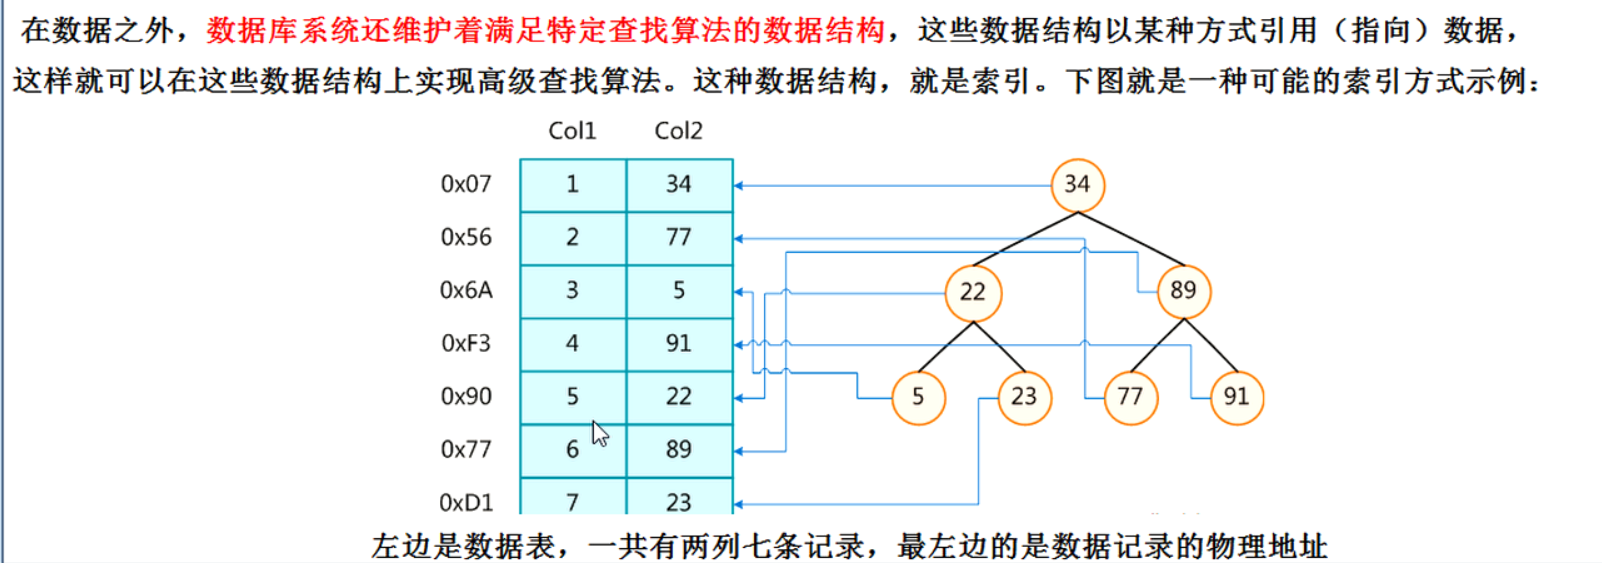 在数据之外，数据库系统还维护着满足特定查找算法的数据结构，这些数据结构以某种方式引用（指向）数据，
这样就可以在这些数据结构上实现高级查找算法。这种数据结构，就是索引。下图就是一种可能的索引方式示例：
Col1 Col2
0x07 1 34 34
0x56 2 77
0x6A 3 5 22 89
0xF3 4 91
0x90 5 22 5 23 77 91
0x77 6 89
0xD1 7 23
左边是数据表，一共有两列七条记录，最左边的是数据记录的物理地址